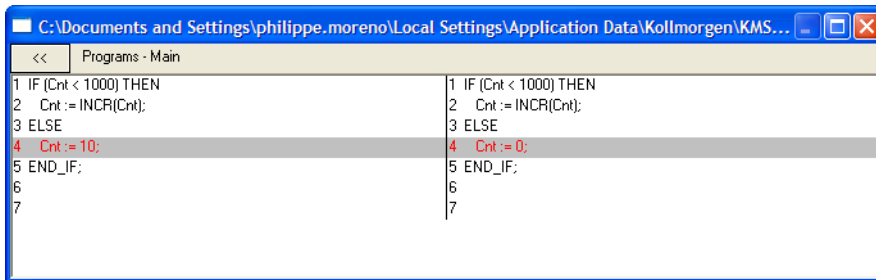 C:\Documents and Settings\philippe.moreno\Local Settings\Application Data\Kollmorgen\KMS...
<< Programs - Main
1 IF (Cnt < 1000) THEN
2 Cnt := INCR(Cnt);
3 ELSE
4 Cnt := 10;
5 END_IF;
6
7
1 IF (Cnt < 1000) THEN
2 Cnt := INCR(Cnt);
3 ELSE
4 Cnt := 0;
5 END_IF;
6
7